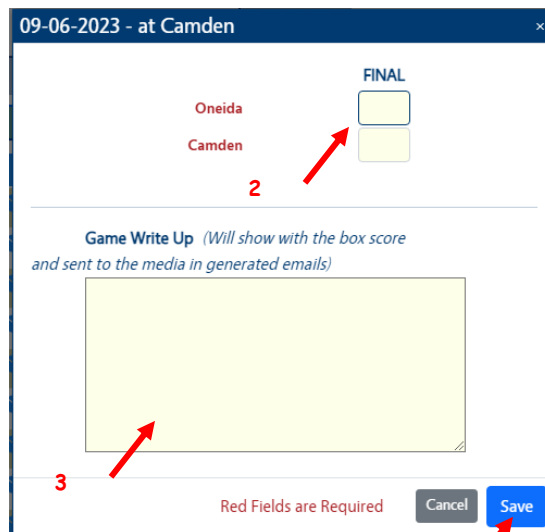 09-06-2023 - at Camden ×
FINAL
Oneida
Camden
2
Game Write Up (Will show with the box score
and sent to the media in generated emails)
3
Red Fields are Required Cancel Save